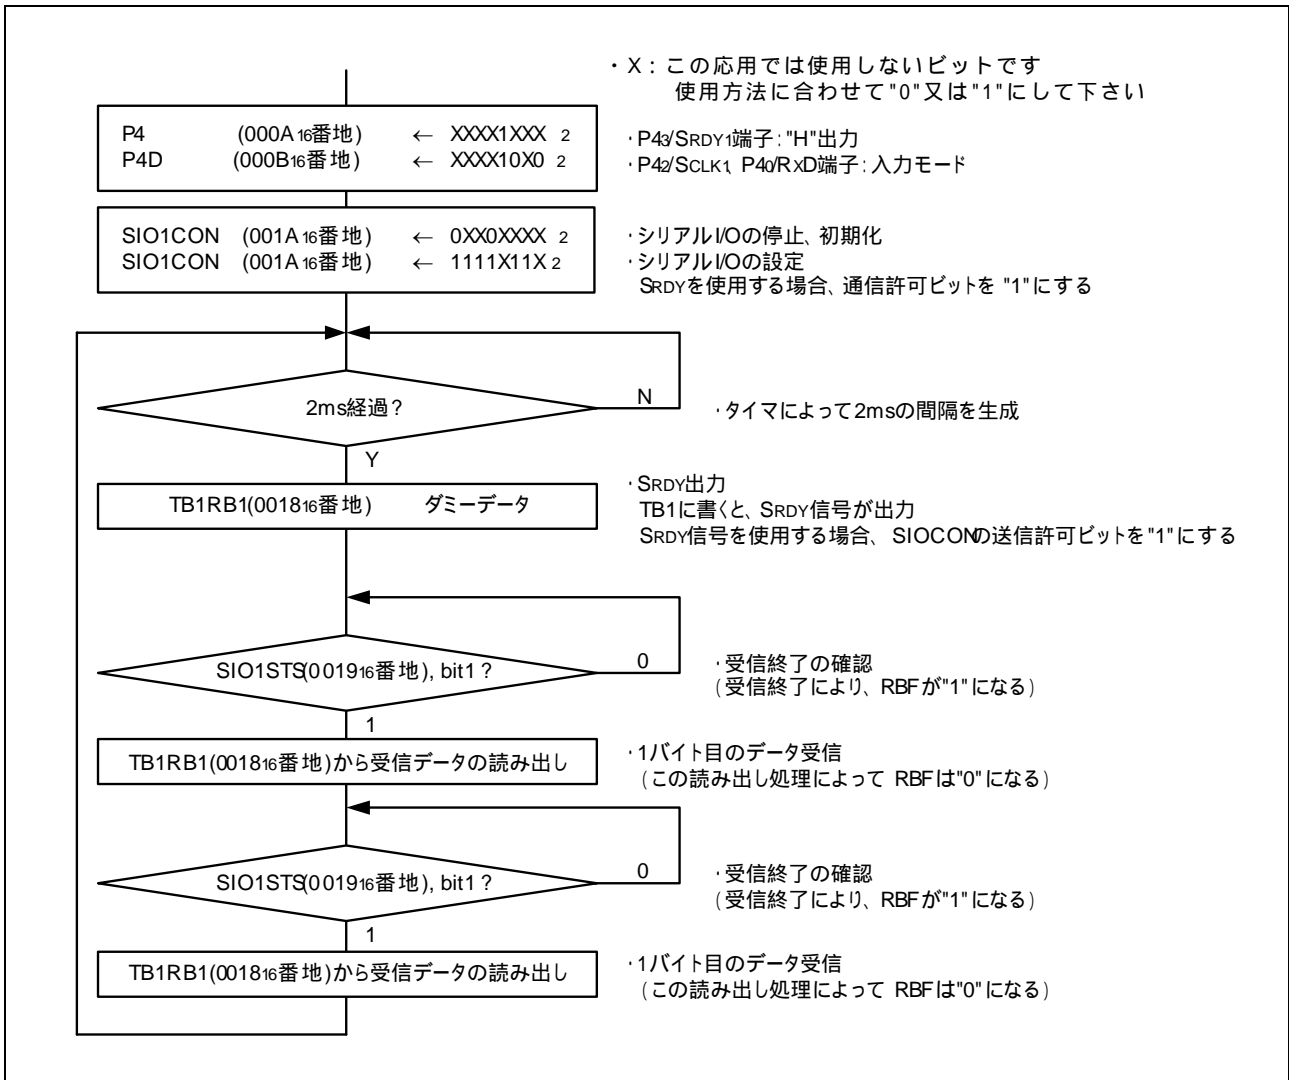 ・X：この応用では使用しないビットです
使用方法に合わせて"0"又は"1"にして下さい
P4 (000A16番地) ← XXXX1XXX 2
P4D (000B16番地) ← XXXX10X0 2
・P43/SRDY1端子："H"出力
・P42/SCLK1、P40/RXD端子：入力モード
SIO1CON (001A16番地) ← 0XX0XXXX 2
SIO1CON (001A16番地) ← 1111X11X 2
・シリアルI/Oの停止、初期化
・シリアルI/Oの設定
SRDYを使用する場合、通信許可ビットを "1"にする
2ms経過？
N
・タイマによって2msの間隔を生成
Y
TB1RB1(001816番地) ダミーデータ
・SRDY出力
TB1に書くと、SRDY信号が出力
SRDY信号を使用する場合、SIOCONの送信許可ビットを"1"にする
SIO1STS(001916番地), bit1？
0
・受信終了の確認
(受信終了により、RBFが"1"になる)
1
TB1RB1(001816番地)から受信データの読み出し
・1バイト目のデータ受信
(この読み出し処理によって RBFは"0"になる)
SIO1STS(001916番地), bit1？
0
・受信終了の確認
(受信終了により、RBFが"1"になる)
1
TB1RB1(001816番地)から受信データの読み出し
・1バイト目のデータ受信
(この読み出し処理によって RBFは"0"になる)